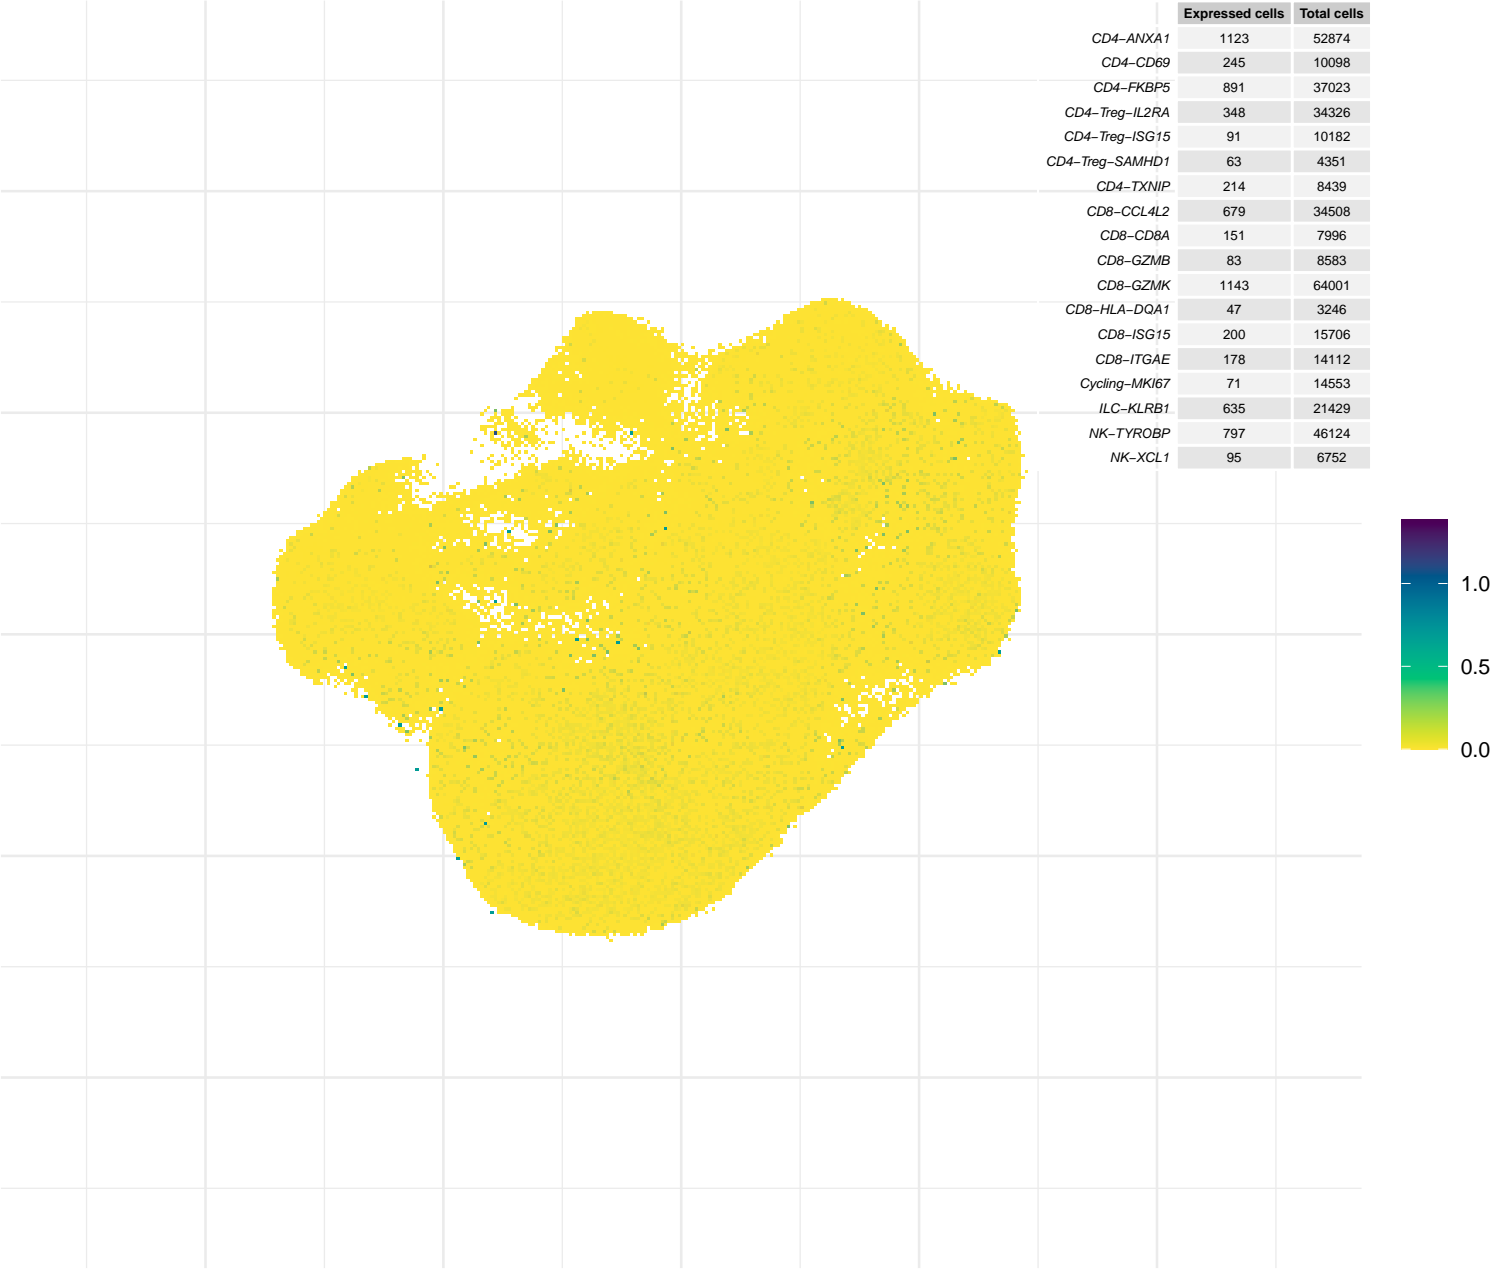 Expressed cells Total cells
CD4−ANXA1 1123 52874
CD4−CD69 245 10098
CD4−FKBP5 891 37023
CD4−Treg−IL2RA 348 34326
CD4−Treg−ISG15 91 10182
CD4−Treg−SAMHD1 63 4351
CD4−TXNIP 214 8439
CD8−CCL4L2 679 34508
CD8−CD8A 151 7996
CD8−GZMB 83 8583
CD8−GZMK 1143 64001
CD8−HLA−DQA1 47 3246
CD8−ISG15 200 15706
CD8−ITGAE 178 14112
Cycling−MKI67 71 14553
ILC−KLRB1 635 21429
NK−TYROBP 797 46124
NK−XCL1 95 6752
1.0
0.5
0.0